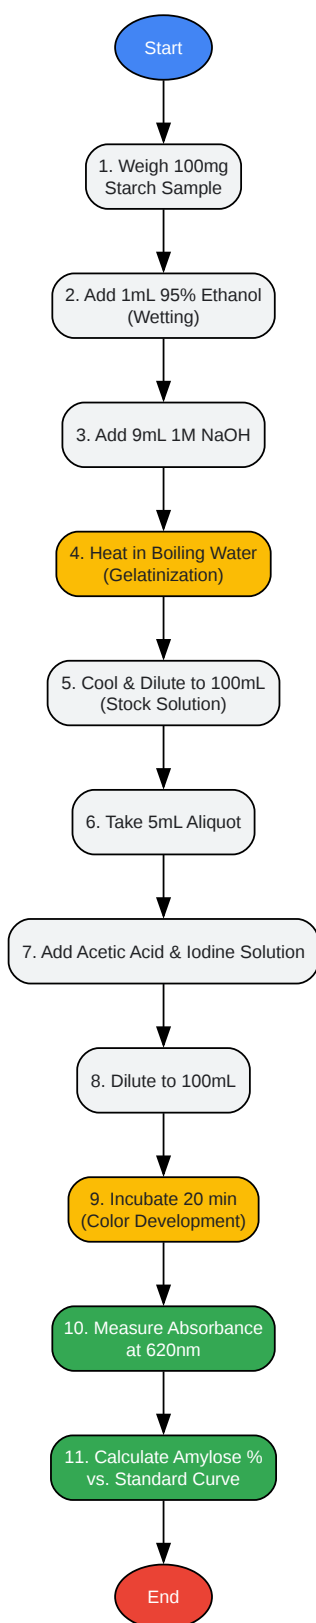 Start
1. Weigh 100mg
Starch Sample
2. Add 1mL 95% Ethanol
(Wetting)
3. Add 9mL 1M NaOH
4. Heat in Boiling Water
(Gelatinization)
5. Cool & Dilute to 100mL
(Stock Solution)
6. Take 5mL Aliquot
7. Add Acetic Acid & Iodine Solution
8. Dilute to 100mL
9. Incubate 20 min
(Color Development)
10. Measure Absorbance
at 620nm
11. Calculate Amylose %
vs. Standard Curve
End